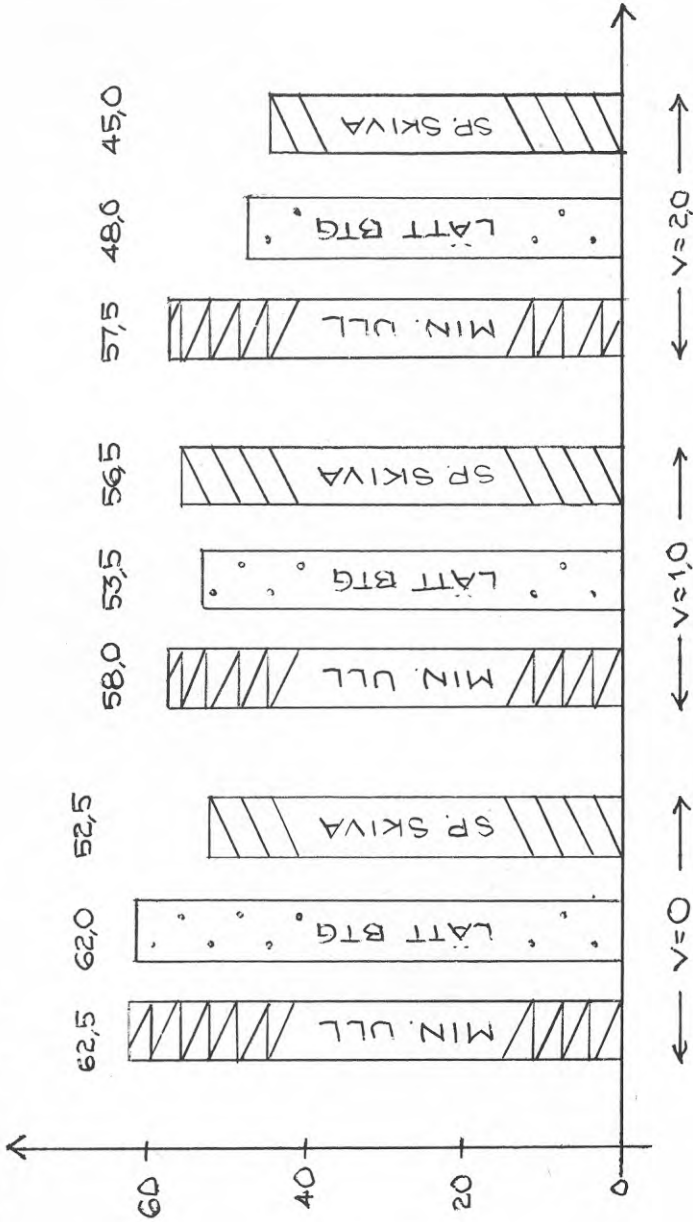 62,5 62,0 52,5 58,0 53,5 56,5 57,5 48,6 45,0
60
40
20
0
MIN. ULL
LÄTT BTG
SP. SKIVA
MIN. ULL
LÄTT BTG
SP. SKIVA
MIN. ULL
LÄTT BTG
SP. SKIVA
V=0 V=1,0 V=2,0